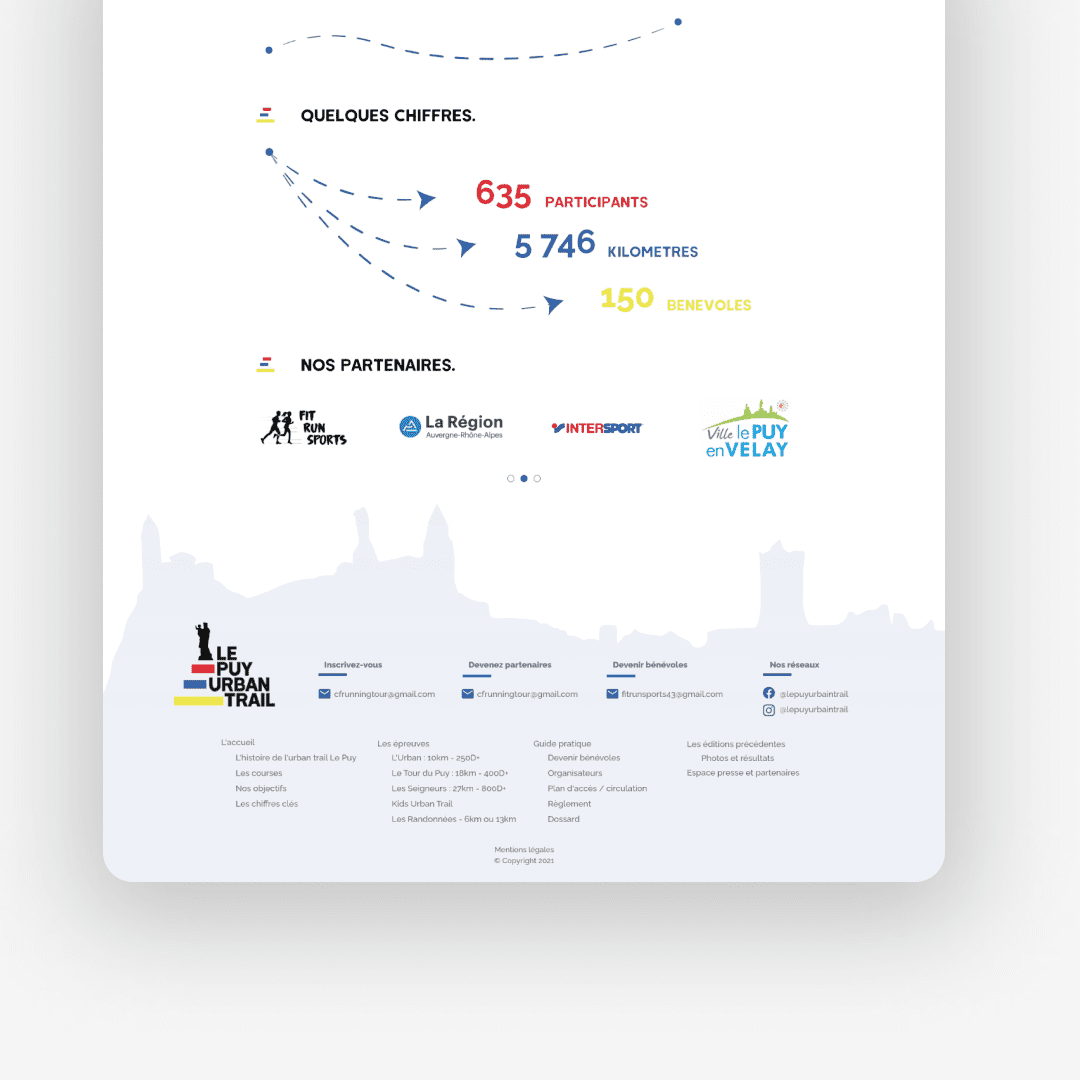 QUELQUES CHIFFRES.
635 PARTICIPANTS
5 746 KILOMETRES
150 BENEVOLES
NOS PARTENAIRES.
FIT
RUN
SPORTS
La Région
Auvergne-Rhône-Alpes
INTERSPORT
Ville le PUY
en VELAY
LE
PUY
URBAN
TRAIL
Inscrivez-vous
cfrunningtour@gmail.com
Devenez partenaires
cfrunningtour@gmail.com
Devenir bénévoles
fitrunsports43@gmail.com
Nos réseaux
@lepuyurbaintrail
@lepuyurbaintrail
L'accueil
L'histoire de l'urban trail Le Puy
Les courses
Nos objectifs
Les chiffres clés
Les épreuves
L'Urban : 10km - 250D+
Le Tour du Puy : 18km - 400D+
Les Seigneurs : 27km - 800D+
Kids Urban Trail
Les Randonnées - 6km ou 13km
Guide pratique
Devenir bénévoles
Organisateurs
Plan d'accès / circulation
Règlement
Dossard
Les éditions précédentes
Photos et résultats
Espace presse et partenaires
Mentions légales
© Copyright 2021